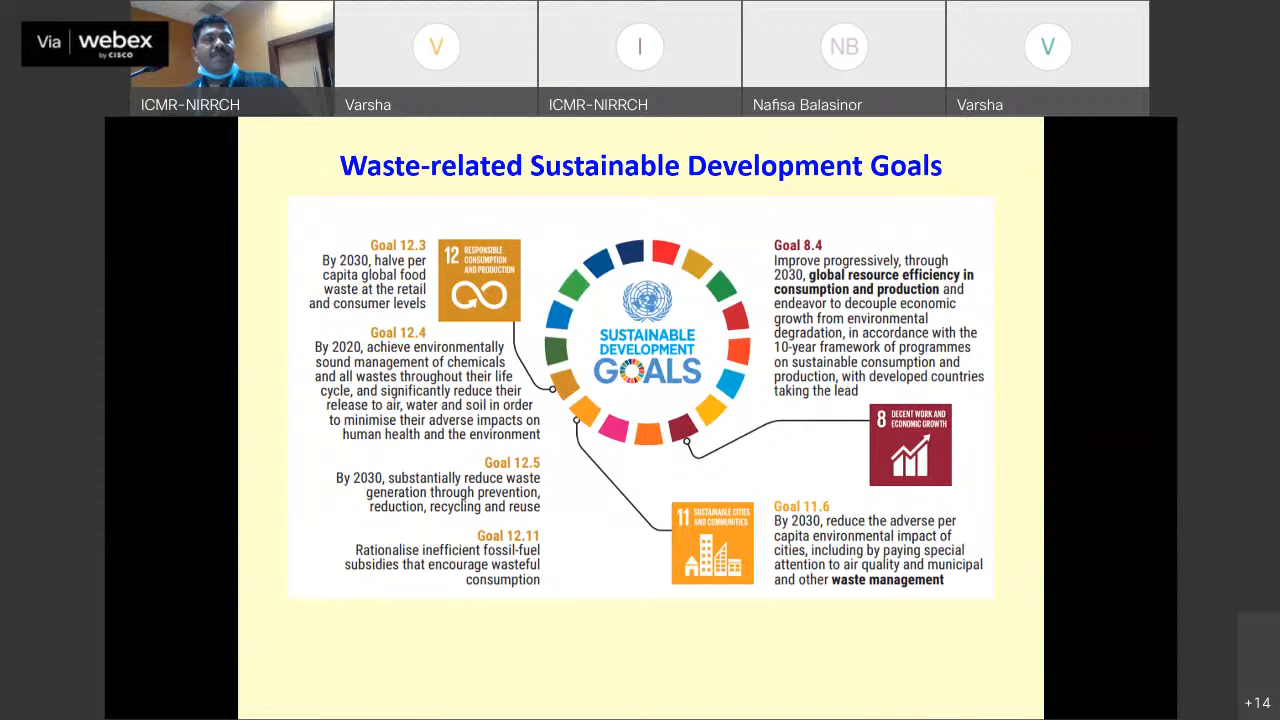 Via webex
by CISCO
V
I
NB
V
ICMR-NIRRCH
Varsha
ICMR-NIRRCH
Nafisa Balasinor
Varsha
Waste-related Sustainable Development Goals
Goal 12.3
By 2030, halve per
capita global food
waste at the retail
and consumer levels
12 RESPONSIBLE
CONSUMPTION
AND PRODUCTION
Goal 12.4
By 2020, achieve environmentally
sound management of chemicals
and all wastes throughout their life
cycle, and significantly reduce their
release to air, water and soil in order
to minimise their adverse impacts on
human health and the environment
Goal 12.5
By 2030, substantially reduce waste
generation through prevention,
reduction, recycling and reuse
Goal 12.11
Rationalise inefficient fossil-fuel
subsidies that encourage wasteful
consumption
SUSTAINABLE
DEVELOPMENT
GOALS
Goal 8.4
Improve progressively, through
2030, global resource efficiency in
consumption and production and
endeavor to decouple economic
growth from environmental
degradation, in accordance with the
10-year framework of programmes
on sustainable consumption and
production, with developed countries
taking the lead
8 DECENT WORK AND
ECONOMIC GROWTH
11 SUSTAINABLE CITIES
AND COMMUNITIES
Goal 11.6
By 2030, reduce the adverse per
capita environmental impact of
cities, including by paying special
attention to air quality and municipal
and other waste management
+14